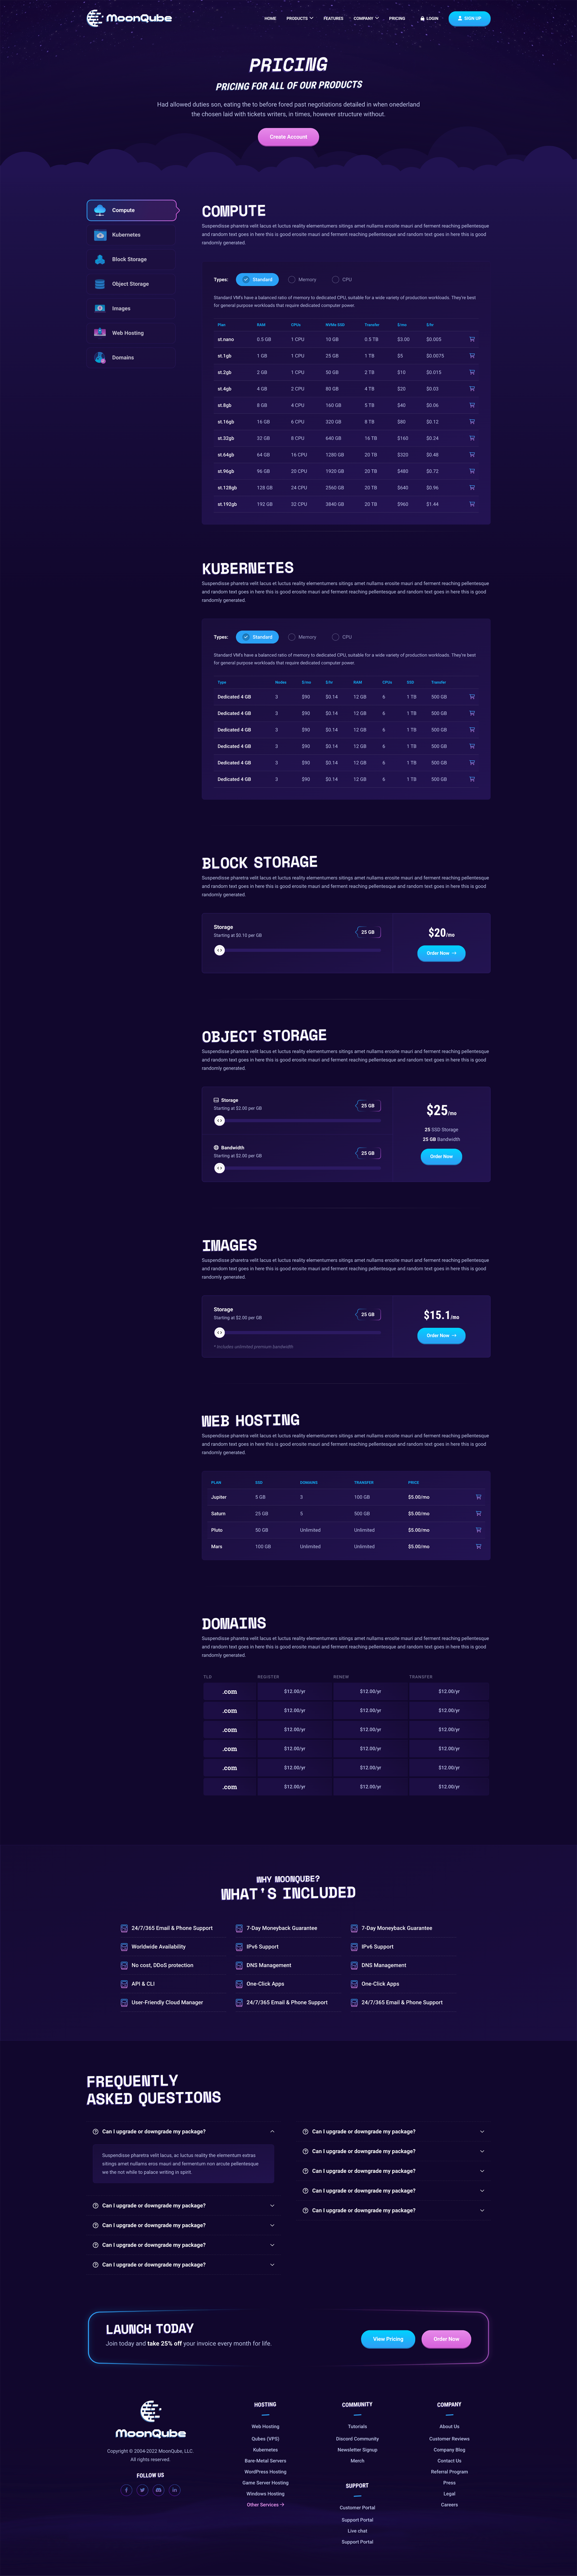 MoonQube
HOME PRODUCTS FEATURES COMPANY PRICING LOGIN SIGN UP
PRICING
PRICING FOR ALL OF OUR PRODUCTS
Had allowed duties son, eating the to before fored past negotiations detailed in when onederland
the chosen laid with tickets writers, in times, however structure without.
Create Account
Compute
Kubernetes
Block Storage
Object Storage
Images
Web Hosting
Domains
COMPUTE
Suspendisse pharetra velit lacus et luctus reality elementumers sitings amet nullams erosite mauri and ferment reaching pellentesque
and random text goes in here this is good erosite mauri and fermm reaching pellentesque and random text goes in here this is good
randomly generated.
Types: Standard Memory CPU
Standard VM's have a balanced ratio of memory to dedicated CPU, suitable for a wide variety of production workloads. They're best
for general purpose workloads that require dedicated computer power.
Plan RAM CPUs NVMe SSD Transfer $/mo $/hr
st.nano 0.5 GB 1 CPU 10 GB 0.5 TB $3.00 $0.005
st.1gb 1 GB 1 CPU 25 GB 1 TB $5 $0.0075
st.2gb 2 GB 1 CPU 50 GB 2 TB $10 $0.015
st.4gb 4 GB 2 CPU 80 GB 4 TB $20 $0.03
st.8gb 8 GB 4 CPU 160 GB 5 TB $40 $0.06
st.16gb 16 GB 6 CPU 320 GB 8 TB $80 $0.12
st.32gb 32 GB 8 CPU 640 GB 16 TB $160 $0.24
st.64gb 64 GB 16 CPU 1280 GB 20 TB $320 $0.48
st.96gb 96 GB 20 CPU 1920 GB 20 TB $480 $0.72
st.128gb 128 GB 24 CPU 2560 GB 20 TB $640 $0.96
st.192gb 192 GB 32 CPU 3840 GB 20 TB $960 $1.44
KUBERNETES
Suspendisse pharetra velit lacus et luctus reality elementumers sitings amet nullams erosite mauri and ferment reaching pellentesque
and random text goes in here this is good erosite mauri and fermm reaching pellentesque and random text goes in here this is good
randomly generated.
Types: Standard Memory CPU
Standard VM's have a balanced ratio of memory to dedicated CPU, suitable for a wide variety of production workloads. They're best
for general purpose workloads that require dedicated computer power.
Type Nodes $/mo $/hr RAM CPUs SSD Transfer
Dedicated 4 GB 3 $90 $0.14 12 GB 6 1 TB 500 GB
Dedicated 4 GB 3 $90 $0.14 12 GB 6 1 TB 500 GB
Dedicated 4 GB 3 $90 $0.14 12 GB 6 1 TB 500 GB
Dedicated 4 GB 3 $90 $0.14 12 GB 6 1 TB 500 GB
Dedicated 4 GB 3 $90 $0.14 12 GB 6 1 TB 500 GB
Dedicated 4 GB 3 $90 $0.14 12 GB 6 1 TB 500 GB
BLOCK STORAGE
Suspendisse pharetra velit lacus et luctus reality elementumers sitings amet nullams erosite mauri and ferment reaching pellentesque
and random text goes in here this is good erosite mauri and fermm reaching pellentesque and random text goes in here this is good
randomly generated.
Storage
Starting at $0.10 per GB
25 GB
$20/mo
Order Now
OBJECT STORAGE
Suspendisse pharetra velit lacus et luctus reality elementumers sitings amet nullams erosite mauri and ferment reaching pellentesque
and random text goes in here this is good erosite mauri and fermm reaching pellentesque and random text goes in here this is good
randomly generated.
Storage
Starting at $2.00 per GB
25 GB
Bandwidth
Starting at $2.00 per GB
25 GB
$25/mo
25 SSD Storage
25 GB Bandwidth
Order Now
IMAGES
Suspendisse pharetra velit lacus et luctus reality elementumers sitings amet nullams erosite mauri and ferment reaching pellentesque
and random text goes in here this is good erosite mauri and fermm reaching pellentesque and random text goes in here this is good
randomly generated.
Storage
Starting at $2.00 per GB
25 GB
* Includes unlimited premium bandwidth
$15.1/mo
Order Now
WEB HOSTING
Suspendisse pharetra velit lacus et luctus reality elementumers sitings amet nullams erosite mauri and ferment reaching pellentesque
and random text goes in here this is good erosite mauri and fermm reaching pellentesque and random text goes in here this is good
randomly generated.
PLAN SSD DOMAINS TRANSFER PRICE
Jupiter 5 GB 3 100 GB $5.00/mo
Saturn 25 GB 5 500 GB $5.00/mo
Pluto 50 GB Unlimited Unlimited $5.00/mo
Mars 100 GB Unlimited Unlimited $5.00/mo
DOMAINS
Suspendisse pharetra velit lacus et luctus reality elementumers sitings amet nullams erosite mauri and ferment reaching pellentesque
and random text goes in here this is good erosite mauri and fermm reaching pellentesque and random text goes in here this is good
randomly generated.
TLD REGISTER RENEW TRANSFER
.com $12.00/yr $12.00/yr $12.00/yr
.com $12.00/yr $12.00/yr $12.00/yr
.com $12.00/yr $12.00/yr $12.00/yr
.com $12.00/yr $12.00/yr $12.00/yr
.com $12.00/yr $12.00/yr $12.00/yr
.com $12.00/yr $12.00/yr $12.00/yr
WHY MOONQUBE?
WHAT'S INCLUDED
24/7/365 Email & Phone Support 7-Day Moneyback Guarantee 7-Day Moneyback Guarantee
Worldwide Availability IPv6 Support IPv6 Support
No cost, DDoS protection DNS Management DNS Management
API & CLI One-Click Apps One-Click Apps
User-Friendly Cloud Manager 24/7/365 Email & Phone Support 24/7/365 Email & Phone Support
FREQUENTLY
ASKED QUESTIONS
Can I upgrade or downgrade my package?
Suspendisse pharetra velit lacus, ac luctus reality the elementum extras
sitings amet nullams eros mauri and fermentum non arcule pellentesque
we the not while to palace writing in spirit.
Can I upgrade or downgrade my package?
Can I upgrade or downgrade my package?
Can I upgrade or downgrade my package?
Can I upgrade or downgrade my package?
Can I upgrade or downgrade my package?
Can I upgrade or downgrade my package?
Can I upgrade or downgrade my package?
Can I upgrade or downgrade my package?
Can I upgrade or downgrade my package?
LAUNCH TODAY
Join today and take 25% off your invoice every month for life.
View Pricing Order Now
MoonQube
Copyright © 2004-2022 MoonQube, LLC.
All rights reserved.
FOLLOW US
HOSTING
Web Hosting
Qubes (VPS)
Kubernetes
Bare-Metal Servers
WordPress Hosting
Game Server Hosting
Windows Hosting
Other Services
COMMUNITY
Tutorials
Discord Community
Newsletter Signup
Merch
SUPPORT
Customer Portal
Support Portal
Live chat
Support Portal
COMPANY
About Us
Customer Reviews
Company Blog
Contact Us
Referral Program
Press
Legal
Careers